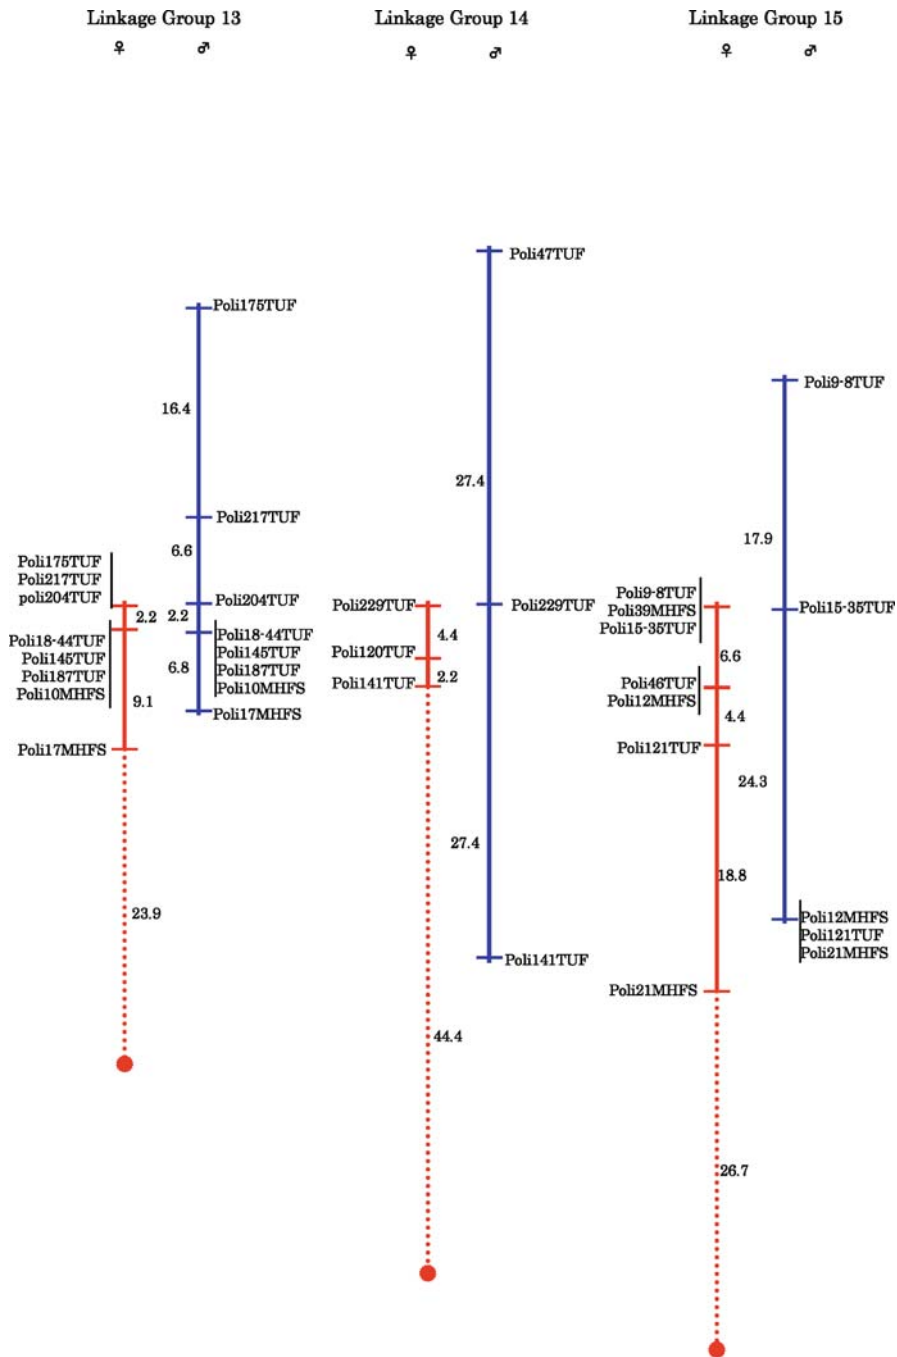 Linkage Group 13
♀ ♂
Poli175TUF
16.4
Poli217TUF
6.6
Poli204TUF
2.2
Poli18-44TUF
Poli145TUF
Poli187TUF
Poli10MHFS
6.8
Poli17MHFS
Poli175TUF
Poli217TUF
poli204TUF
2.2
Poli18-44TUF
Poli145TUF
Poli187TUF
Poli10MHFS
9.1
Poli17MHFS
23.9
Linkage Group 14
♀ ♂
Poli47TUF
27.4
Poli229TUF
27.4
Poli141TUF
Poli229TUF
4.4
Poli120TUF
2.2
Poli141TUF
44.4
Linkage Group 15
♀ ♂
Poli9-8TUF
17.9
Poli15-35TUF
24.3
Poli12MHFS
Poli121TUF
Poli21MHFS
Poli9-8TUF
Poli39MHFS
Poli15-35TUF
6.6
Poli46TUF
Poli12MHFS
4.4
Poli121TUF
18.8
Poli21MHFS
26.7